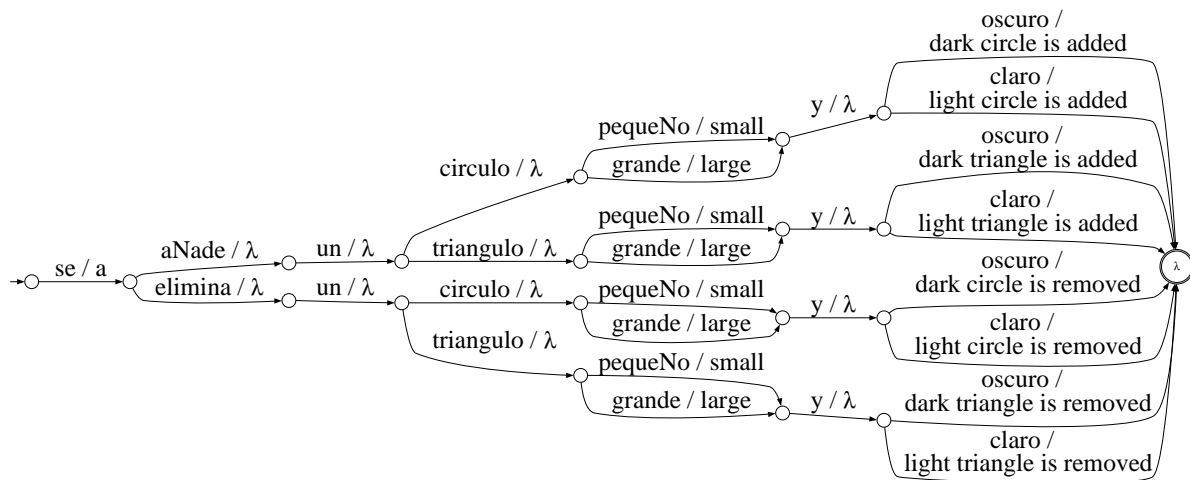 oscuro /
dark circle is added
claro /
light circle is added
y / λ
pequeNo / small
grande / large
circulo / λ
oscuro /
dark triangle is added
claro /
light triangle is added
y / λ
pequeNo / small
grande / large
triangulo / λ
un / λ
aNade / λ
se / a
λ
elimina / λ
un / λ
circulo / λ
pequeNo / small
grande / large
y / λ
oscuro /
dark circle is removed
claro /
light circle is removed
triangulo / λ
pequeNo / small
grande / large
y / λ
oscuro /
dark triangle is removed
claro /
light triangle is removed